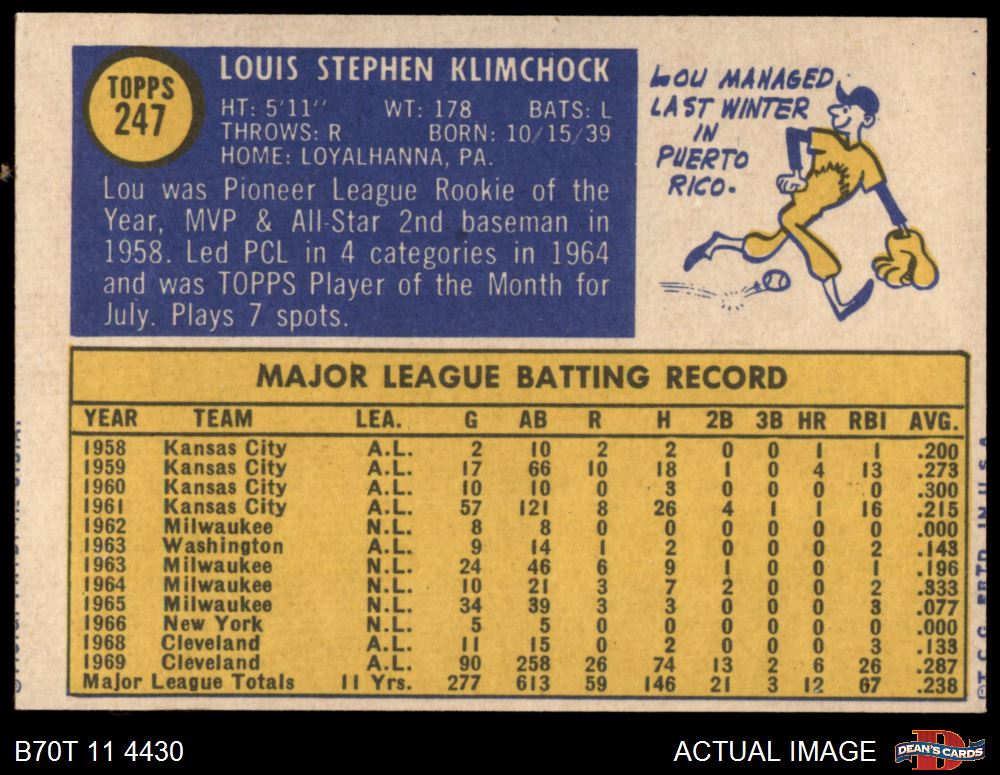 TOPPS
247
LOUIS STEPHEN KLIMCHOCK
HT: 5'11" WT: 178 BATS: L
THROWS: R BORN: 10/15/39
HOME: LOYALHANNA, PA.
Lou was Pioneer League Rookie of the
Year, MVP & All-Star 2nd baseman in
1958. Led PCL in 4 categories in 1964
and was TOPPS Player of the Month for
July. Plays 7 spots.
LOU MANAGED
LAST WINTER
IN
PUERTO
RICO.
MAJOR LEAGUE BATTING RECORD
YEAR TEAM LEA. G AB R H 2B 3B HR RBI AVG.
1958 Kansas City A.L. 2 10 2 2 0 0 1 1 .200
1959 Kansas City A.L. 17 66 10 18 1 0 4 13 .273
1960 Kansas City A.L. 10 10 0 3 0 0 0 0 .300
1961 Kansas City A.L. 57 121 8 26 4 1 1 16 .215
1962 Milwaukee N.L. 8 8 0 0 0 0 0 0 .000
1963 Washington A.L. 9 14 1 2 0 0 0 2 .143
1963 Milwaukee N.L. 24 46 6 9 1 0 0 1 .196
1964 Milwaukee N.L. 10 21 3 7 2 0 0 2 .333
1965 Milwaukee N.L. 34 39 3 3 0 0 0 3 .077
1966 New York N.L. 5 5 0 0 0 0 0 0 .000
1968 Cleveland A.L. 11 15 0 2 0 0 0 3 .133
1969 Cleveland A.L. 90 258 26 74 13 2 6 26 .287
Major League Totals 11 Yrs. 277 613 59 146 21 3 12 67 .238
©T.C.G. PRTD. IN U.S.A.
B70T 11 4430
ACTUAL IMAGE
DEAN'S CARDS